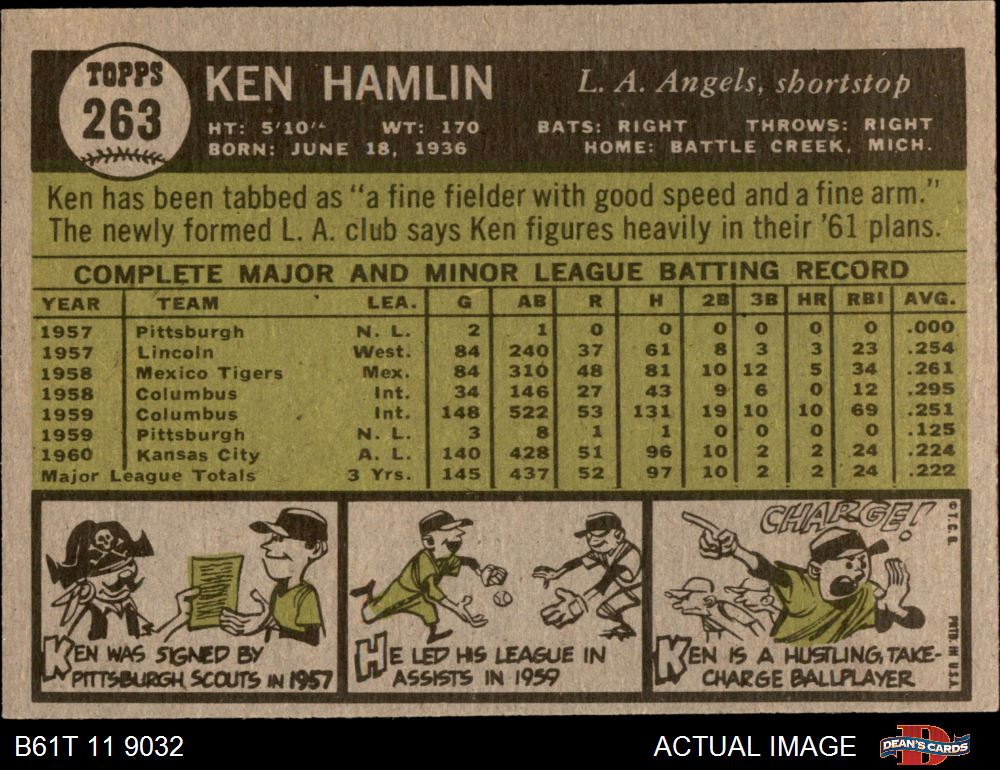 TOPPS
263
KEN HAMLIN
L. A. Angels, shortstop
HT: 5'10" WT: 170 BATS: RIGHT THROWS: RIGHT
BORN: JUNE 18, 1936 HOME: BATTLE CREEK, MICH.
Ken has been tabbed as "a fine fielder with good speed and a fine arm."
The newly formed L. A. club says Ken figures heavily in their '61 plans.
COMPLETE MAJOR AND MINOR LEAGUE BATTING RECORD
YEAR TEAM LEA. G AB R H 2B 3B HR RBI AVG.
1957 Pittsburgh N. L. 2 1 0 0 0 0 0 0 .000
1957 Lincoln West. 84 240 37 61 8 3 3 23 .254
1958 Mexico Tigers Mex. 84 310 48 81 10 12 5 34 .261
1958 Columbus Int. 34 146 27 43 9 6 0 12 .295
1959 Columbus Int. 148 522 53 131 19 10 10 69 .251
1959 Pittsburgh N. L. 3 8 1 1 0 0 0 0 .125
1960 Kansas City A. L. 140 428 51 96 10 2 2 24 .224
Major League Totals 3 Yrs. 145 437 52 97 10 2 2 24 .222
KEN WAS SIGNED BY
PITTSBURGH SCOUTS IN 1957
HE LED HIS LEAGUE IN
ASSISTS IN 1959
CHARGE!
KEN IS A HUSTLING, TAKE-
CHARGE BALLPLAYER
© T. C. G.
PRTD. IN U.S.A.
B61T 11 9032
ACTUAL IMAGE
D
DEAN'S CARDS